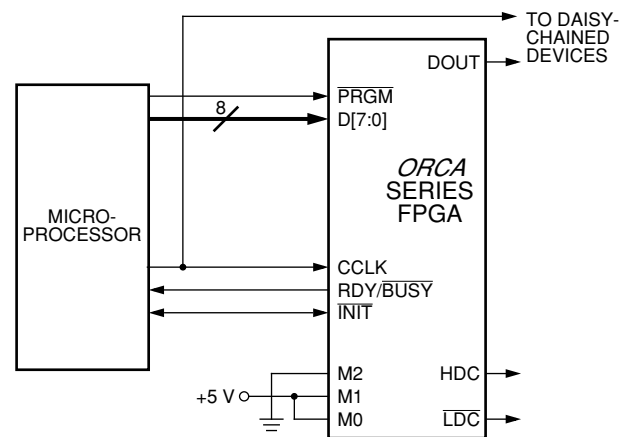 TO DAISY-
CHAINED
DEVICES
DOUT
PRGM
8
D[7:0]
ORCA
SERIES
FPGA
MICRO-
PROCESSOR
CCLK
RDY/BUSY
INIT
M2
HDC
+5 V
M1
M0
LDC